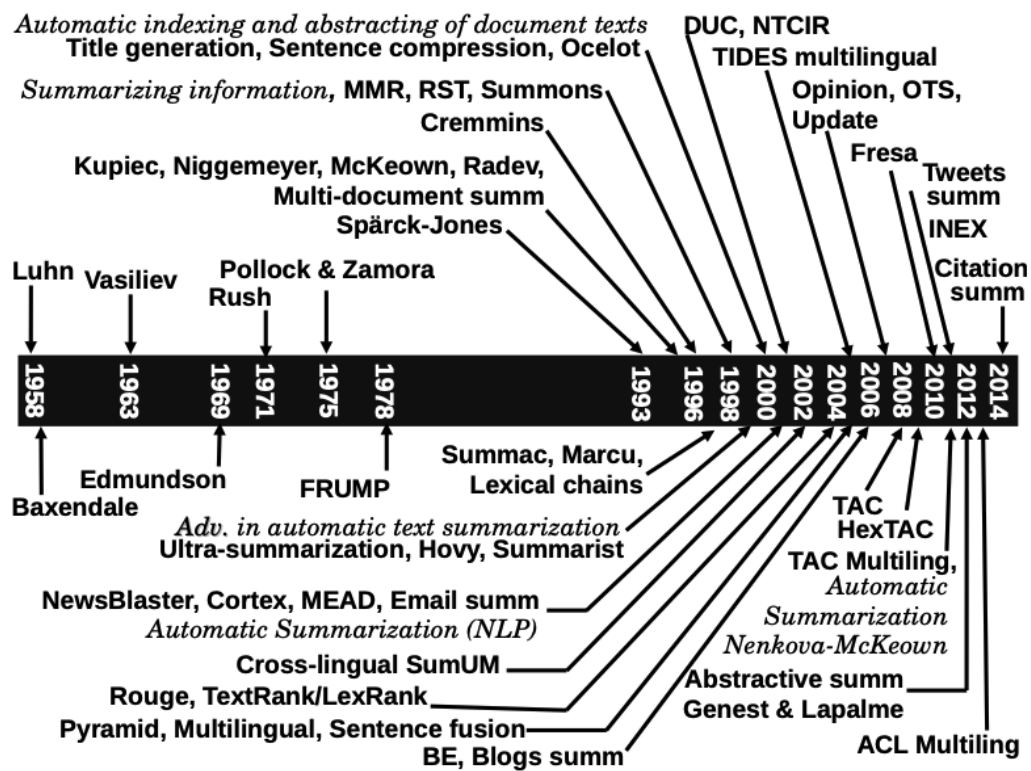 Automatic indexing and abstracting of document texts
Title generation, Sentence compression, Ocelot
Summarizing information, MMR, RST, Summons
Cremmins
Kupiec, Niggemeyer, McKeown, Radev,
Multi-document summ
Spärck-Jones
DUC, NTCIR
TIDES multilingual
Opinion, OTS,
Update
Fresa
Tweets
summ
INEX
Citation
summ
Luhn
Vasiliev
Pollock & Zamora
Rush
1958
1963
1969
1971
1975
1978
1993
1996
1998
2000
2002
2004
2006
2008
2010
2012
2014
Baxendale
Edmundson
FRUMP
Summac, Marcu,
Lexical chains
Adv. in automatic text summarization
Ultra-summarization, Hovy, Summarist
NewsBlaster, Cortex, MEAD, Email summ
Automatic Summarization (NLP)
Cross-lingual SumUM
Rouge, TextRank/LexRank
Pyramid, Multilingual, Sentence fusion
BE, Blogs summ
TAC
HexTAC
TAC Multiling,
Automatic
Summarization
Nenkova-McKeown
Abstractive summ
Genest & Lapalme
ACL Multiling